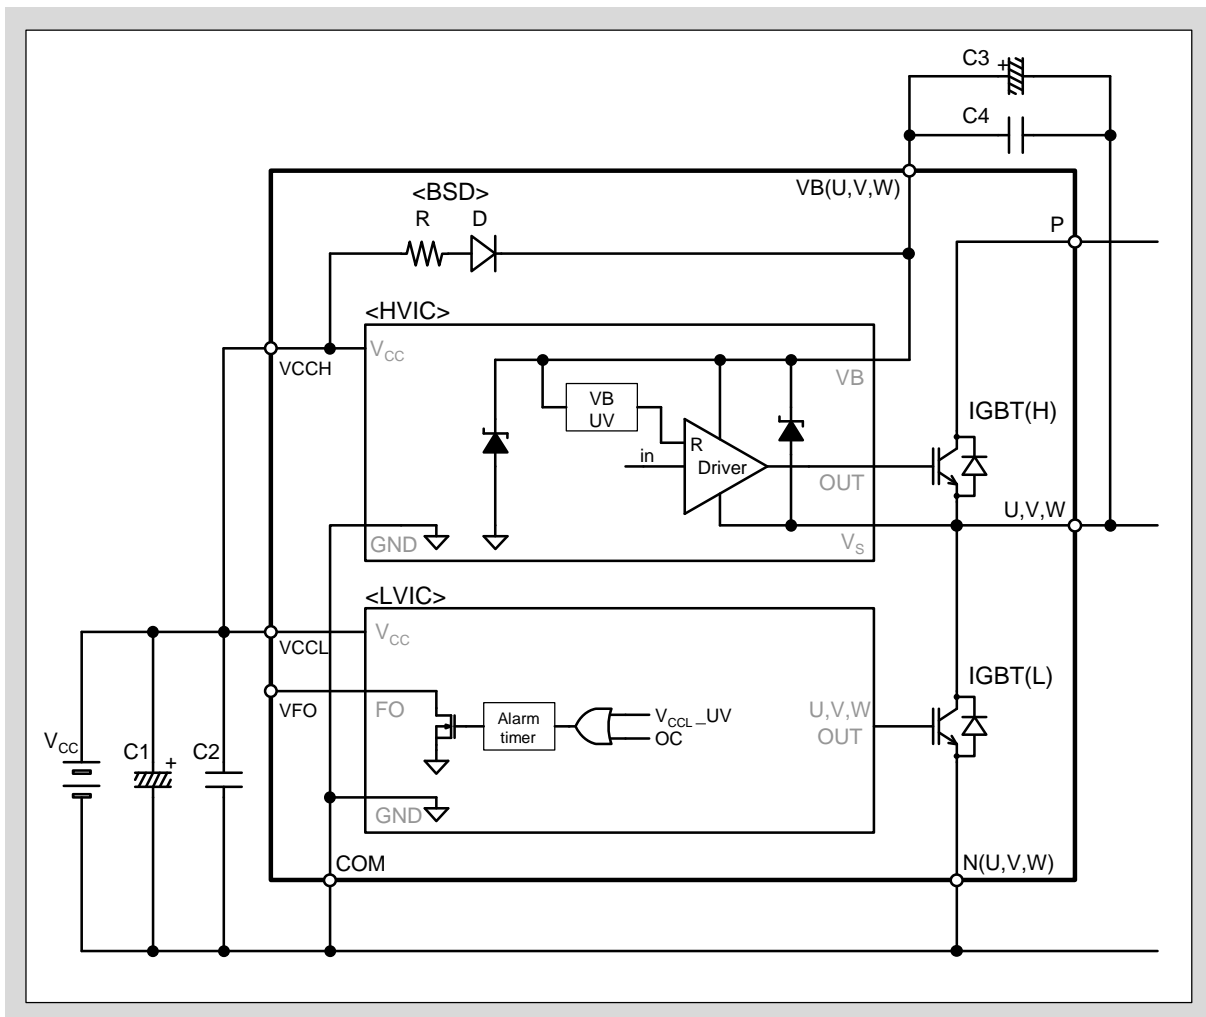 C3 +
C4
VB(U,V,W)
<BSD>
R D
P
<HVIC>
VCC
VCCH
VB
VB
UV
IGBT(H)
R
in
Driver
OUT
U,V,W
GND
VS
<LVIC>
VCC
VCCL
IGBT(L)
VFO
FO
Alarm
timer
VCCL_UV
OC
U,V,W
OUT
VCC
C1
+
C2
GND
COM
N(U,V,W)